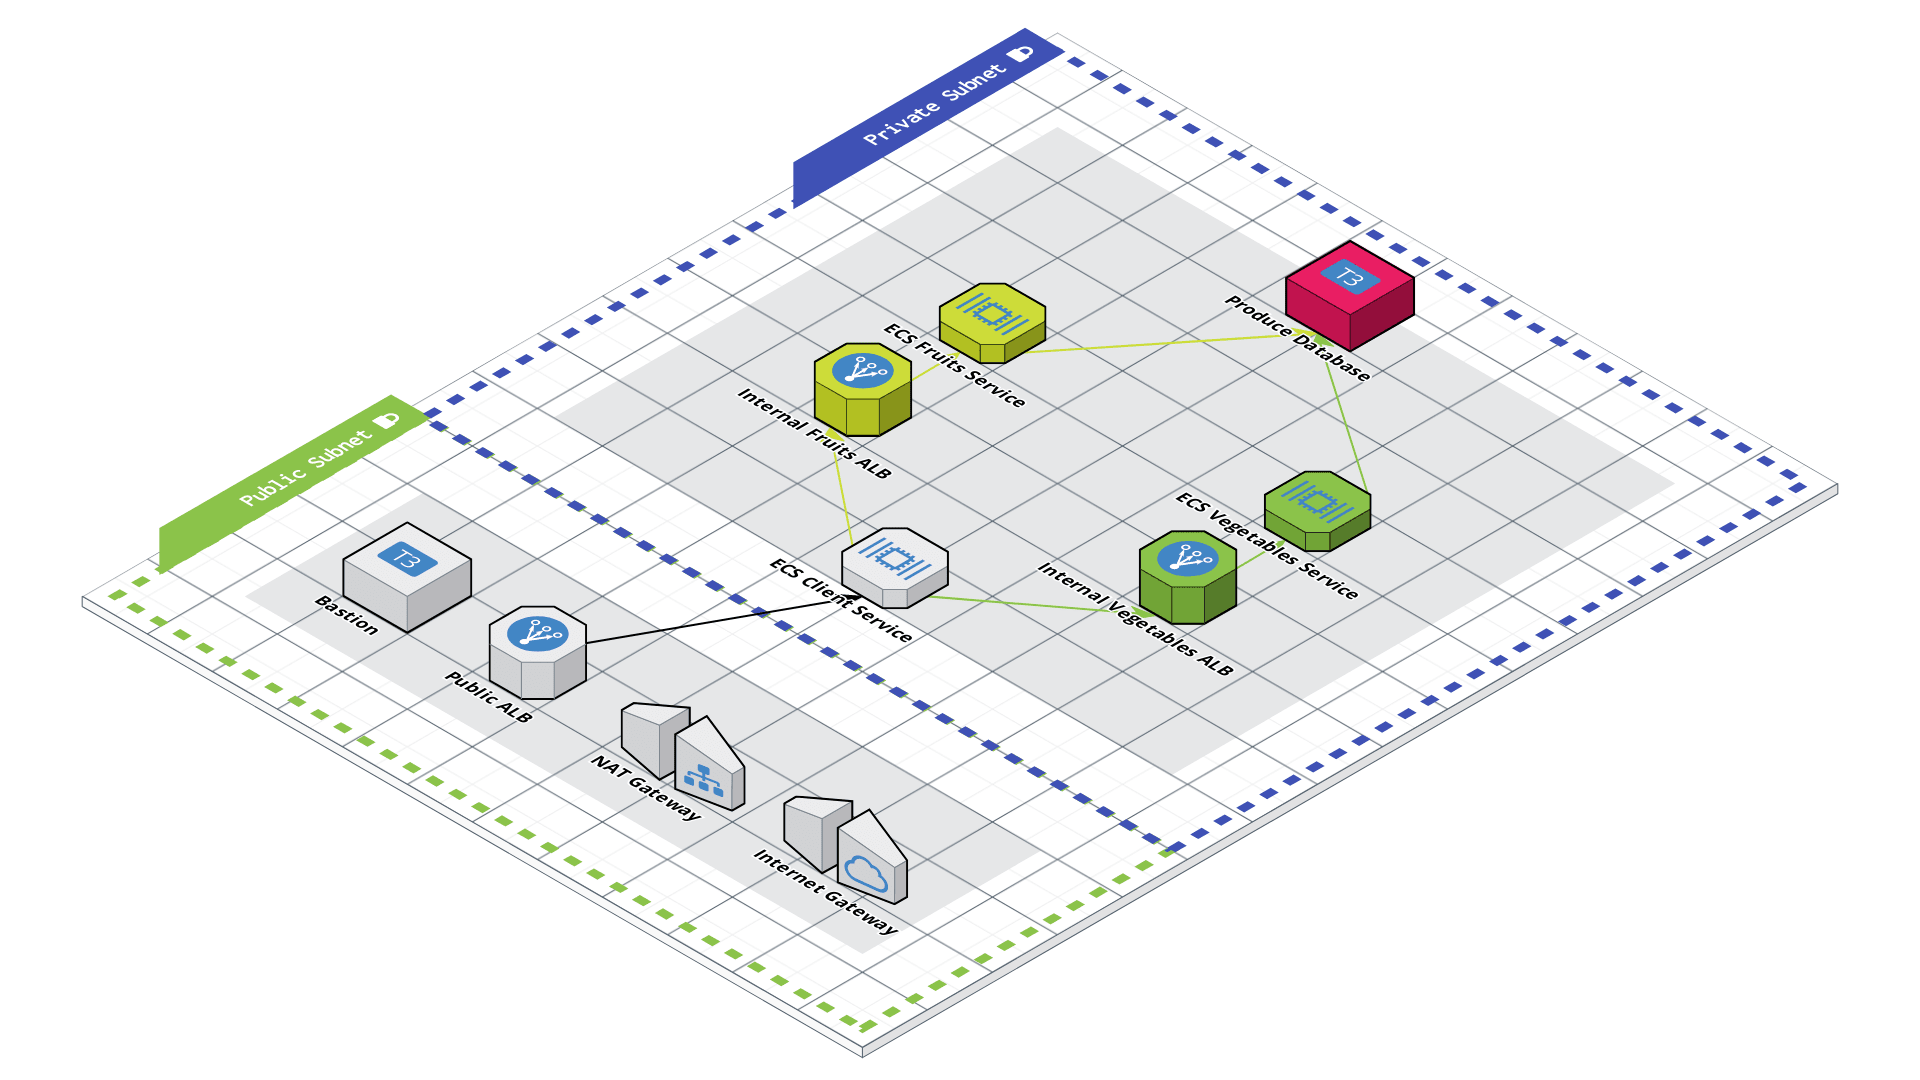 Private Subnet
T3
Produce Database
ECS Fruits Service
Internal Fruits ALB
Public Subnet
ECS Vegetables Service
Internal Vegetables ALB
ECS Client Service
T3
Bastion
Public ALB
NAT Gateway
Internet Gateway